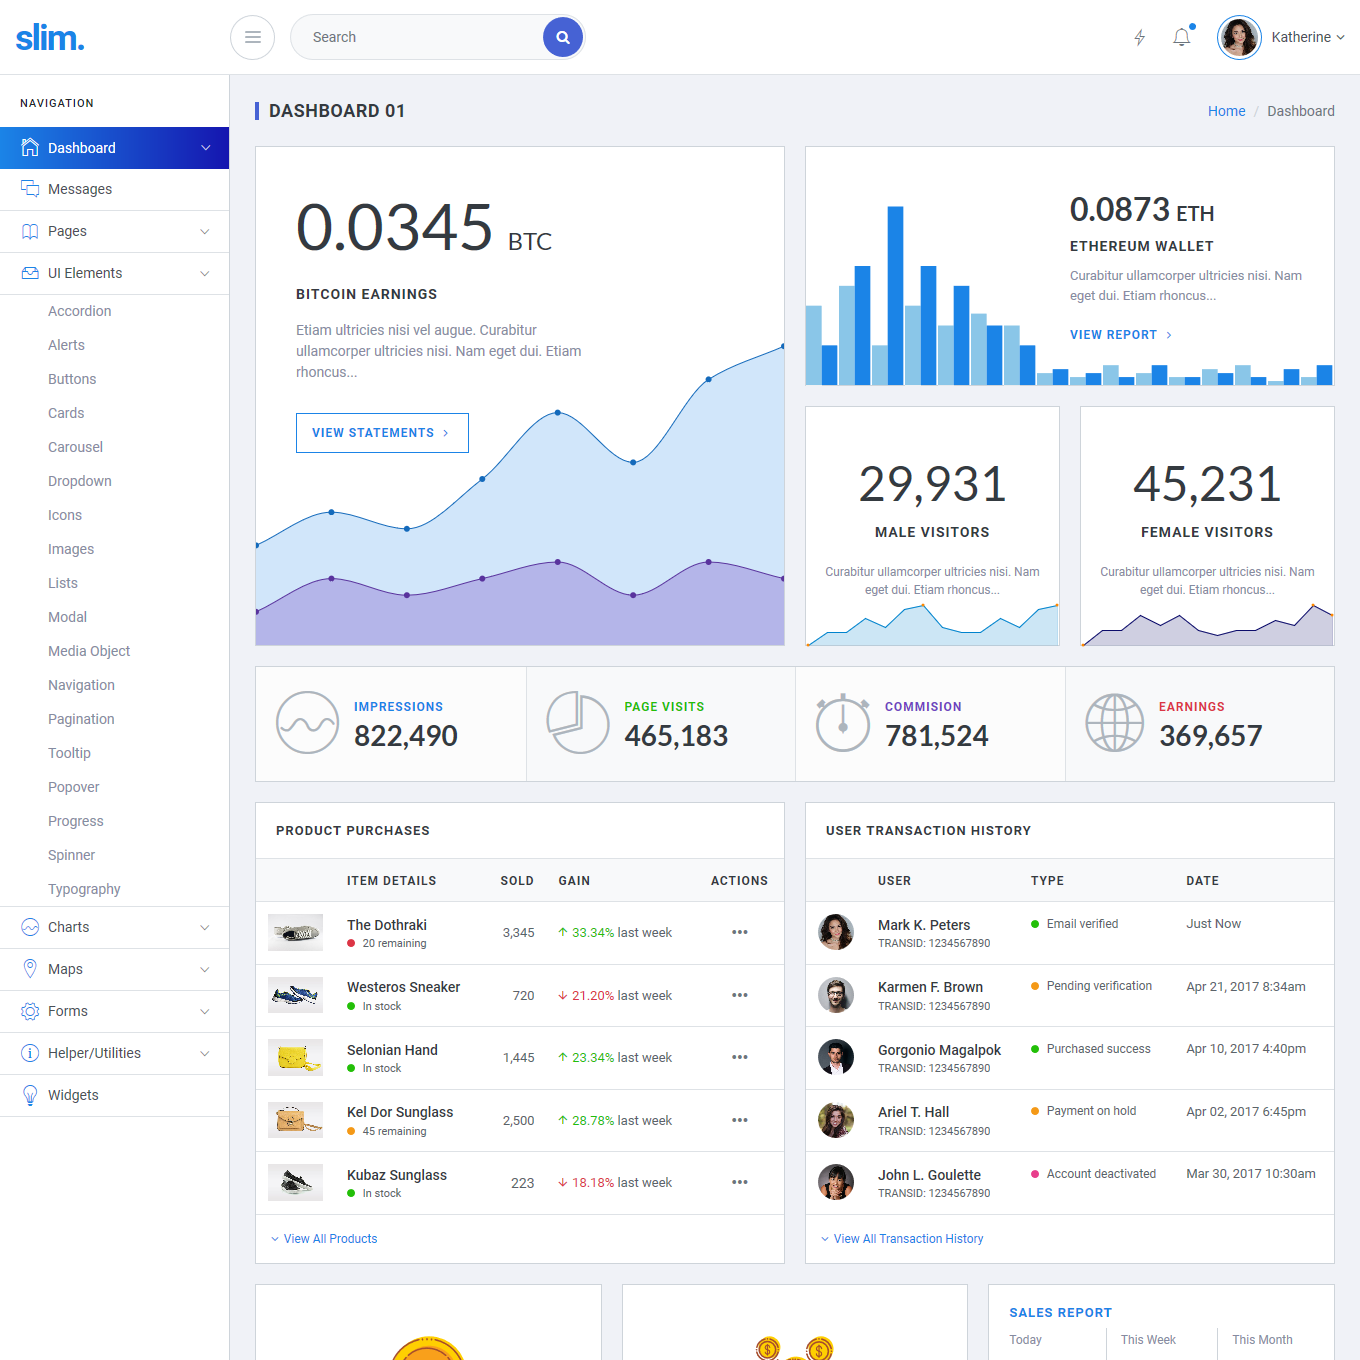 slim.
Search
Katherine
NAVIGATION
Dashboard
Messages
Pages
UI Elements
Accordion
Alerts
Buttons
Cards
Carousel
Dropdown
Icons
Images
Lists
Modal
Media Object
Navigation
Pagination
Tooltip
Popover
Progress
Spinner
Typography
Charts
Maps
Forms
Helper/Utilities
Widgets
DASHBOARD 01
Home / Dashboard
0.0345 BTC
BITCOIN EARNINGS
Etiam ultricies nisi vel augue. Curabitur
ullamcorper ultricies nisi. Nam eget dui. Etiam
rhoncus...
VIEW STATEMENTS
0.0873 ETH
ETHEREUM WALLET
Curabitur ullamcorper ultricies nisi. Nam
eget dui. Etiam rhoncus...
VIEW REPORT
29,931
MALE VISITORS
Curabitur ullamcorper ultricies nisi. Nam
eget dui. Etiam rhoncus...
45,231
FEMALE VISITORS
Curabitur ullamcorper ultricies nisi. Nam
eget dui. Etiam rhoncus...
IMPRESSIONS
822,490
PAGE VISITS
465,183
COMMISION
781,524
EARNINGS
369,657
PRODUCT PURCHASES
ITEM DETAILS SOLD GAIN ACTIONS
The Dothraki 3,345 33.34% last week
20 remaining
Westeros Sneaker 720 21.20% last week
In stock
Selonian Hand 1,445 23.34% last week
In stock
Kel Dor Sunglass 2,500 28.78% last week
45 remaining
Kubaz Sunglass 223 18.18% last week
In stock
View All Products
USER TRANSACTION HISTORY
USER TYPE DATE
Mark K. Peters Email verified Just Now
TRANSID: 1234567890
Karmen F. Brown Pending verification Apr 21, 2017 8:34am
TRANSID: 1234567890
Gorgonio Magalpok Purchased success Apr 10, 2017 4:40pm
TRANSID: 1234567890
Ariel T. Hall Payment on hold Apr 02, 2017 6:45pm
TRANSID: 1234567890
John L. Goulette Account deactivated Mar 30, 2017 10:30am
TRANSID: 1234567890
View All Transaction History
$ $
SALES REPORT
Today This Week This Month